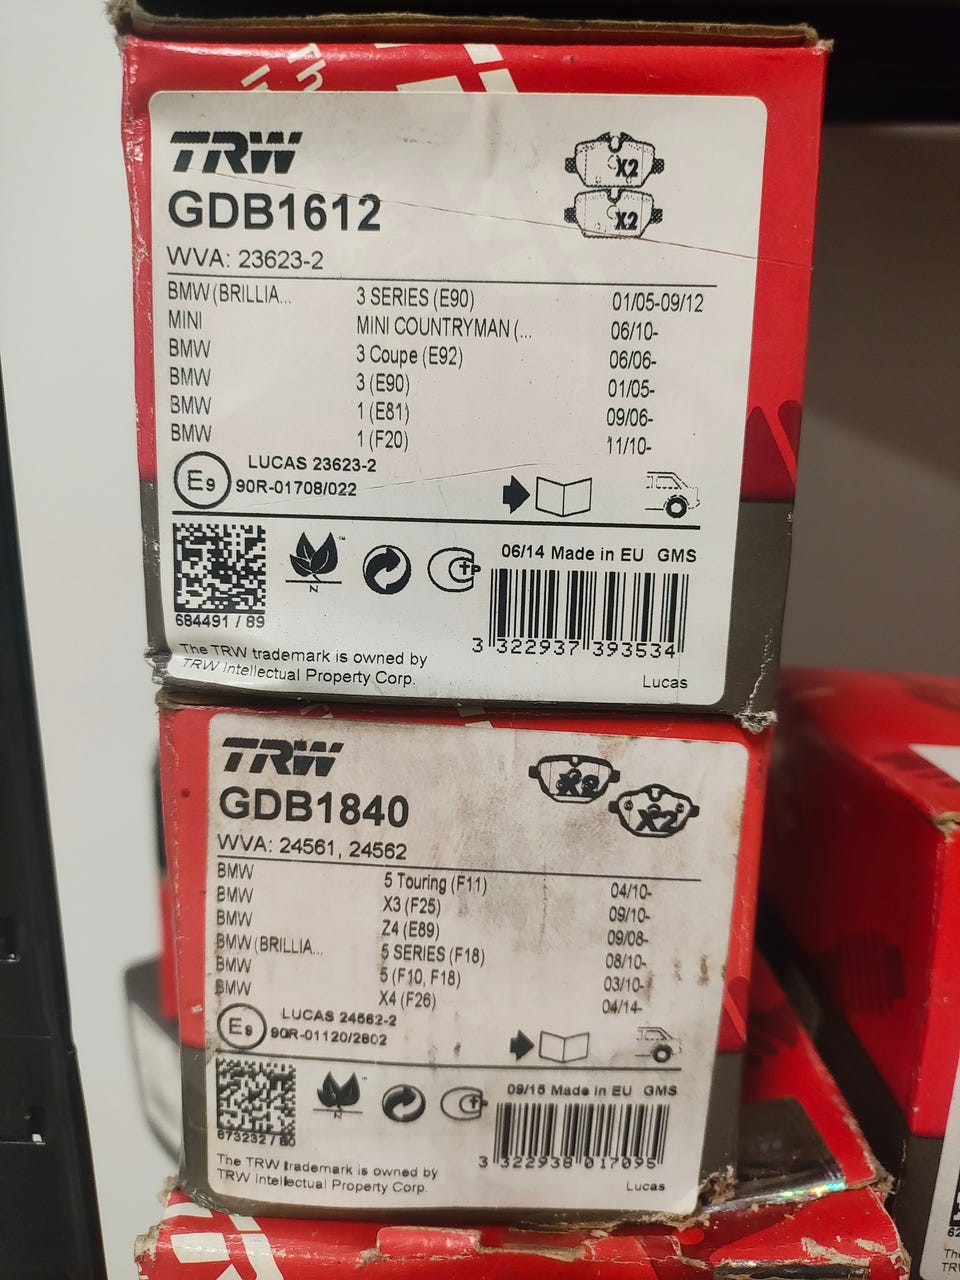 TRW
GDB1612
X2
X2
WVA: 23623-2
BMW (BRILLIA... 3 SERIES (E90) 01/05-09/12
MINI MINI COUNTRYMAN (... 06/10-
BMW 3 Coupe (E92) 06/06-
BMW 3 (E90) 01/05-
BMW 1 (E81) 09/06-
BMW 1 (F20) 11/10-
E9 LUCAS 23623-2
90R-01708/022
06/14 Made in EU GMS
N
684491 / 89
3 322937 393534
The TRW trademark is owned by
TRW Intellectual Property Corp.
Lucas
TRW
GDB1840
X2
X2
WVA: 24561, 24562
BMW 5 Touring (F11) 04/10-
BMW X3 (F25) 09/10-
BMW Z4 (E89) 09/08-
BMW (BRILLIA... 5 SERIES (F18) 08/10-
BMW 5 (F10, F18) 03/10-
BMW X4 (F26) 04/14-
E9 LUCAS 24562-2
90R-01120/2802
09/15 Made in EU GMS
N
673232 / 80
3 322938 017095
The TRW trademark is owned by
TRW Intellectual Property Corp.
Lucas